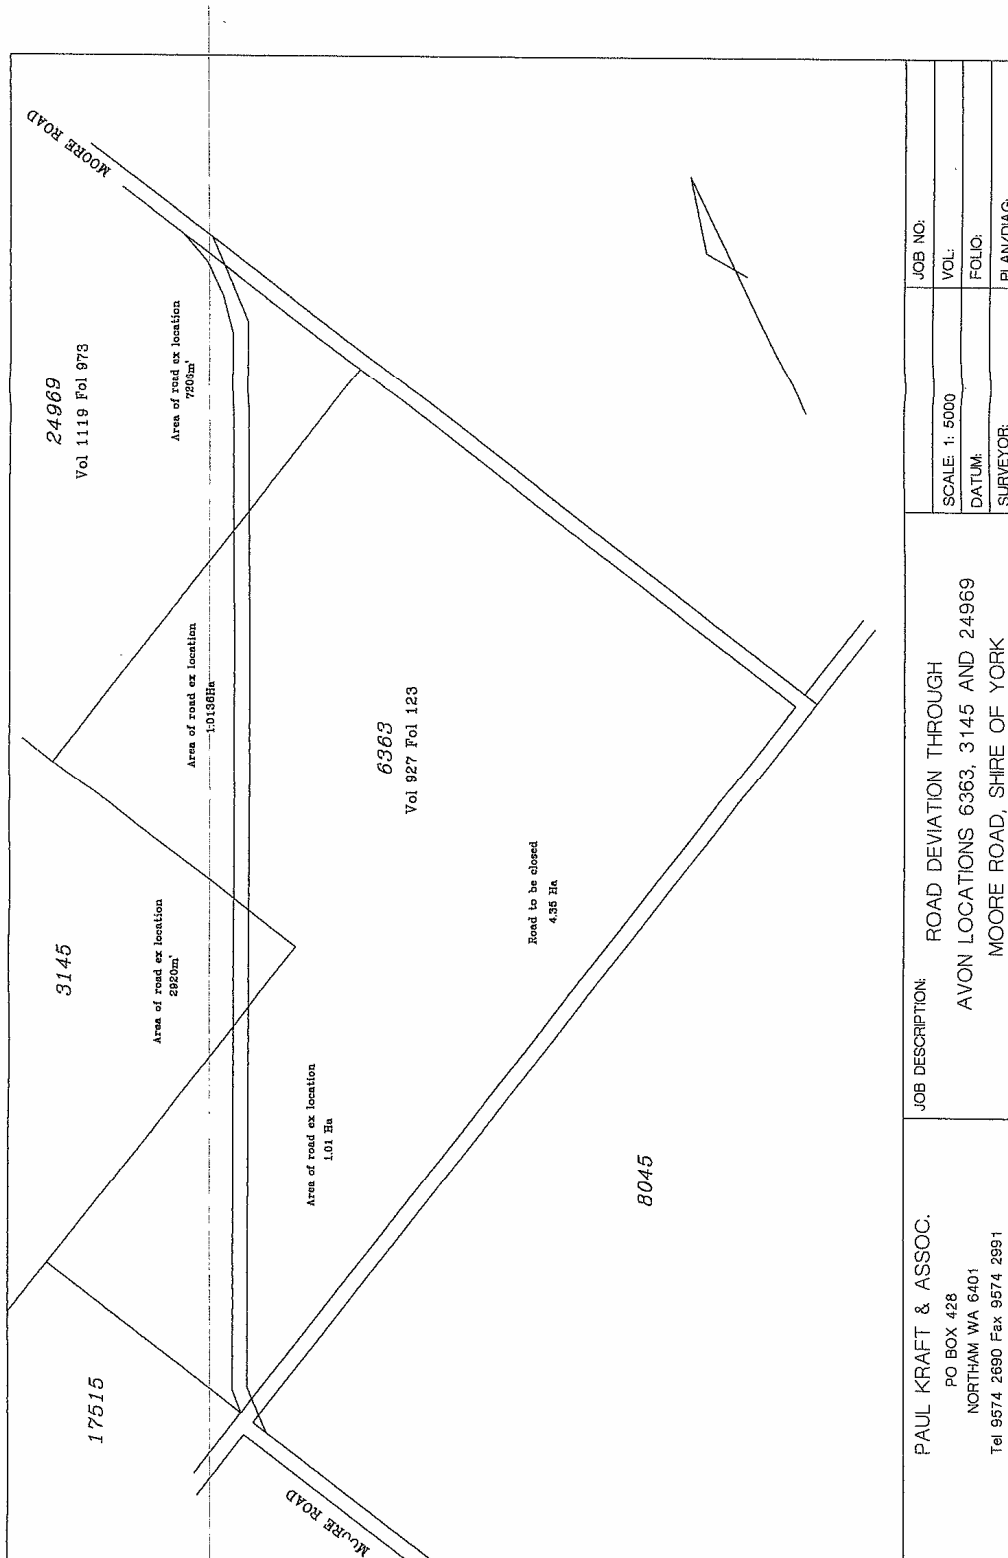 MOORE ROAD
24969
Vol 1119 Fol 973
Area of road ex location
7206m²
Area of road ex location
1.0136Ha
6363
Vol 927 Fol 123
Road to be closed
4.35 Ha
3145
Area of road ex location
2920m²
Area of road ex location
1.01 Ha
8045
17515
MOORE ROAD
PAUL KRAFT & ASSOC.
PO BOX 428
NORTHAM WA 6401
Tel 9574 2690 Fax 9574 2991
JOB DESCRIPTION:
ROAD DEVIATION THROUGH
AVON LOCATIONS 6363, 3145 AND 24969
MOORE ROAD, SHIRE OF YORK
SCALE: 1: 5000
DATUM:
SURVEYOR:
JOB NO:
VOL:
FOLIO:
PLAN/DIAG: